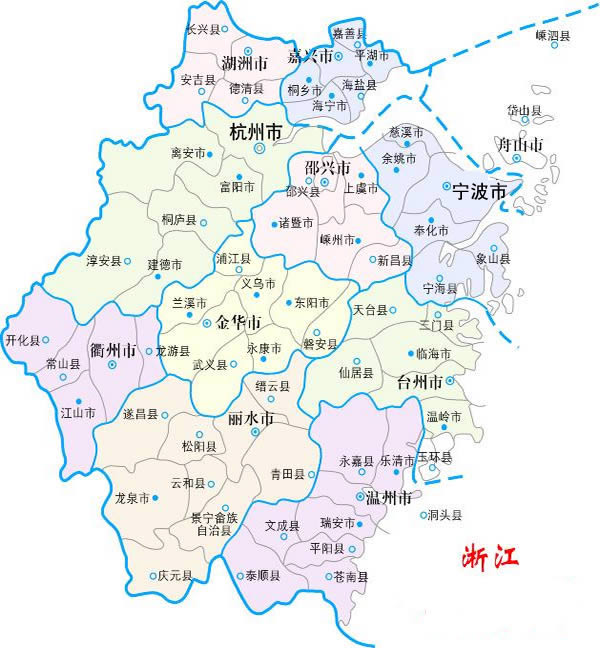 长兴县
嘉善县
嵊泗县
湖洲市
嘉兴市
平湖市
安吉县
德清县
桐乡市
海盐县
海宁市
岱山县
杭州市
慈溪市
舟山市
离安市
余姚市
邵兴市
富阳市
邵兴县
上虞市
宁波市
桐庐县
诸暨市
嵊州市
奉化市
淳安县
建德市
浦江县
新昌县
象山县
义乌市
宁海县
兰溪市
东阳市
天台县
三门县
金华市
开化县
衢州市
龙游县
永康市
磐安县
临海市
常山县
武义县
仙居县
台州市
缙云县
江山市
遂昌县
丽水市
温岭市
松阳县
玉环县
青田县
永嘉县
乐清市
龙泉市
云和县
温州市
景宁畲族
自治县
文成县
瑞安市
洞头县
平阳县
浙江
庆元县
泰顺县
苍南县